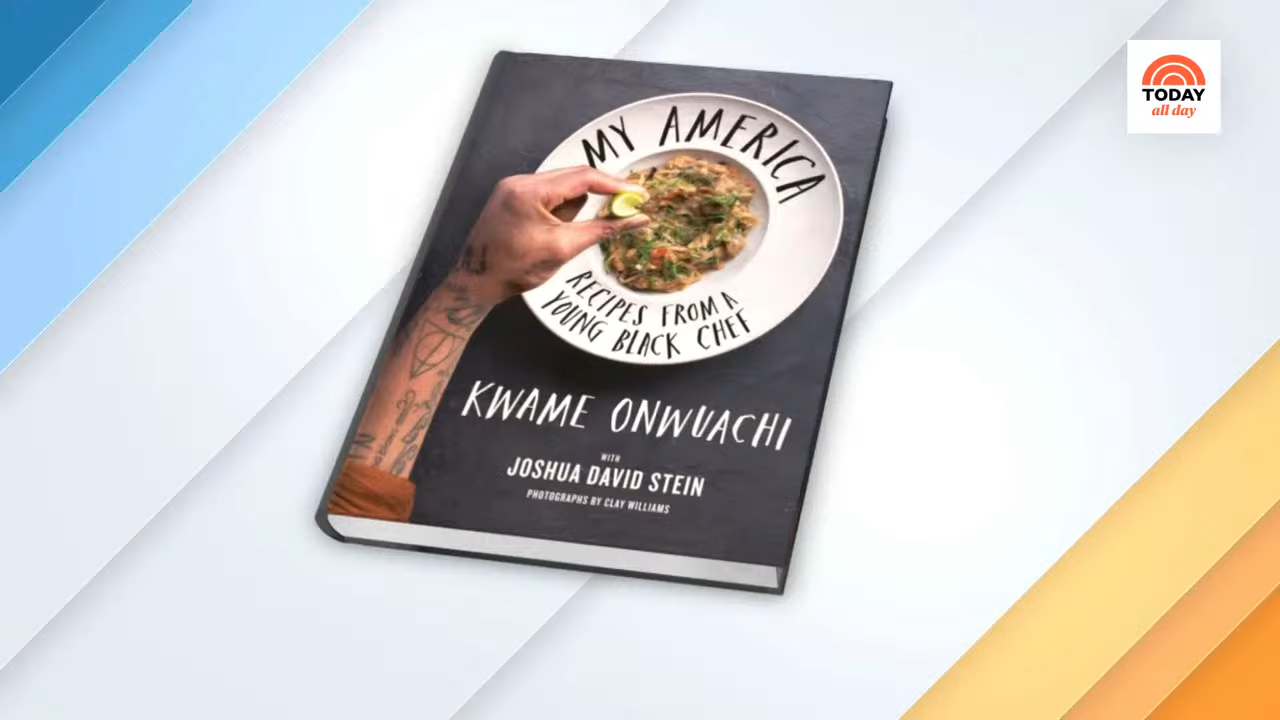 MY AMERICA
RECIPES FROM A
YOUNG BLACK CHEF
KWAME ONWUACHI
WITH
JOSHUA DAVID STEIN
PHOTOGRAPHS BY CLAY WILLIAMS
TODAY
all day